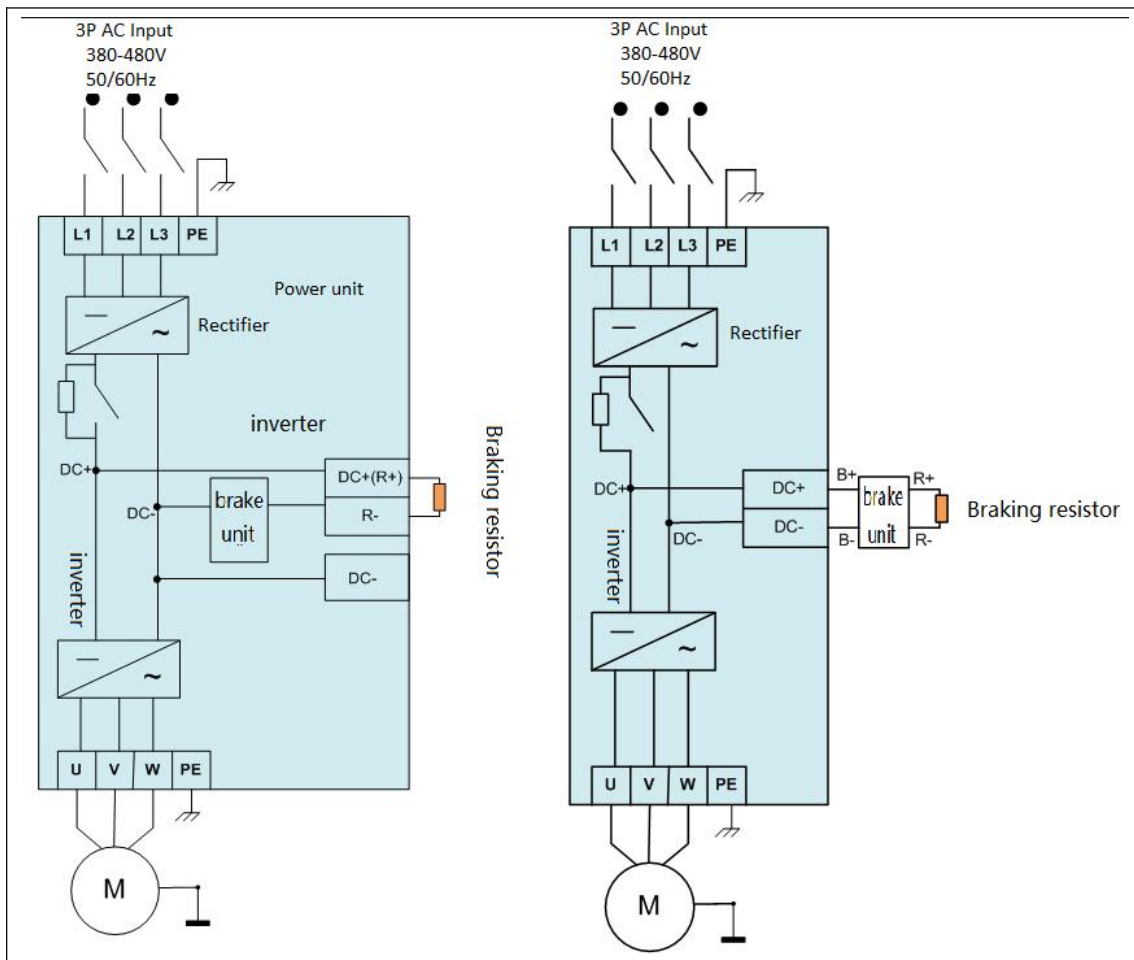 3P AC Input
380-480V
50/60Hz
L1 L2 L3 PE
Power unit
Rectifier
inverter
DC+
DC+(R+)
brake
unit
R-
DC-
DC-
inverter
Braking resistor
U V W PE
M
3P AC Input
380-480V
50/60Hz
L1 L2 L3 PE
Rectifier
DC+
DC+
B+
brake
unit
R+
Braking resistor
DC-
DC-
B-
R-
inverter
U V W PE
M